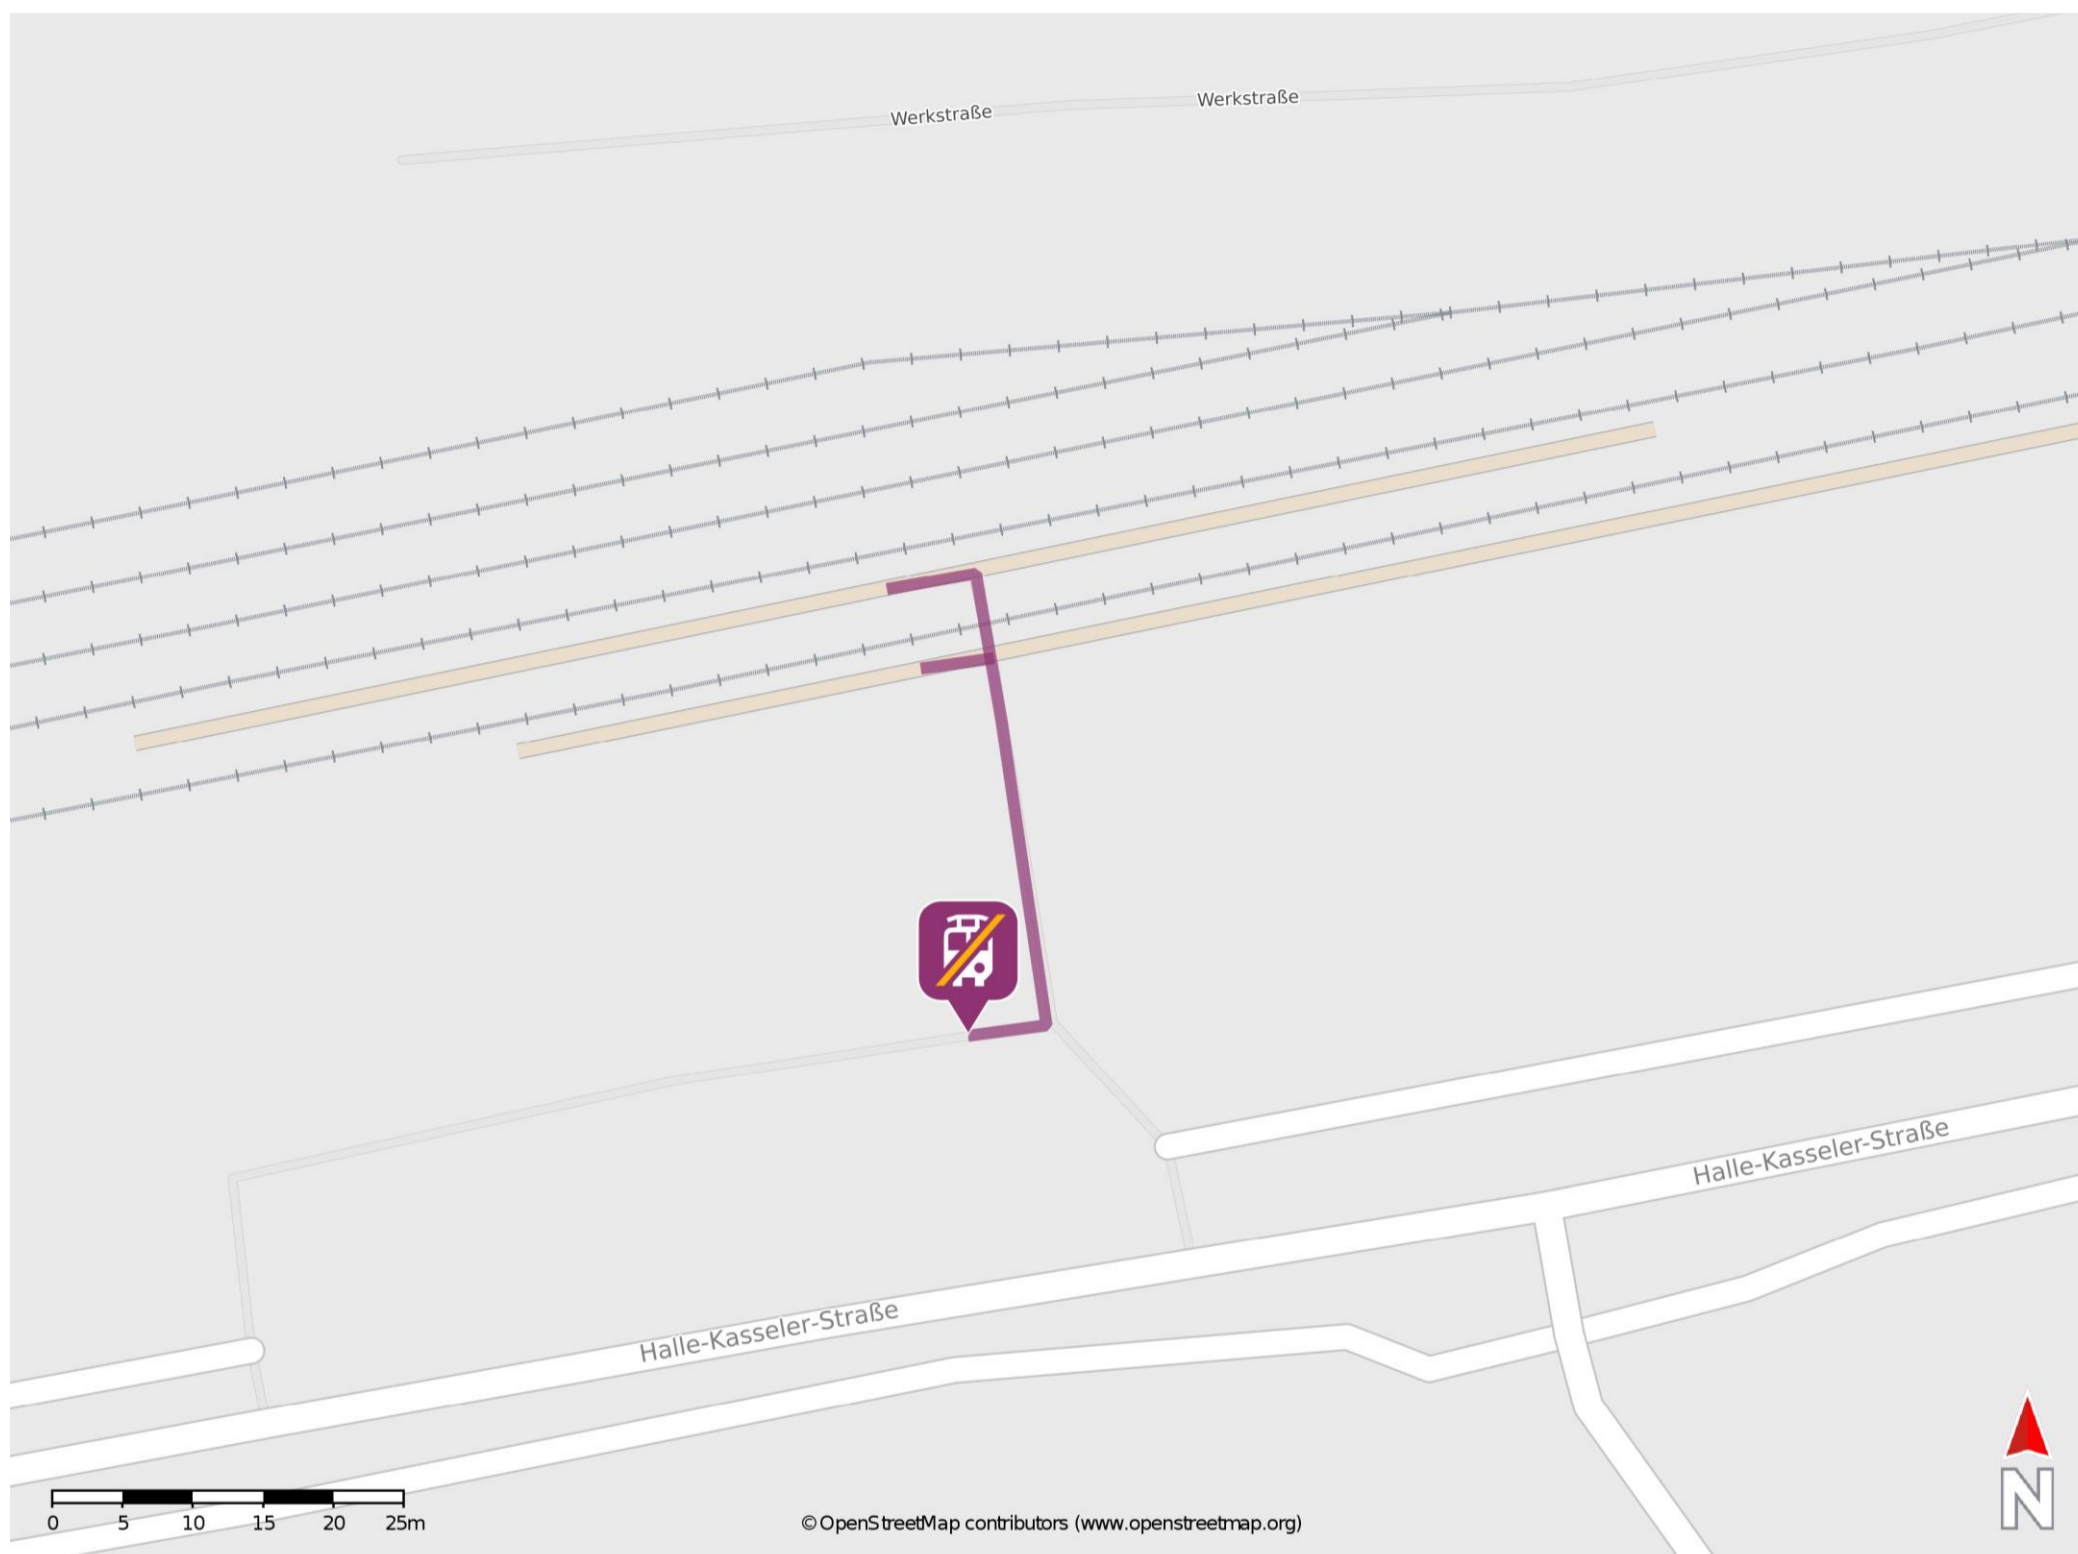 Werkstraße
Werkstraße
Halle-Kasseler-Straße
Halle-Kasseler-Straße
N
0 5 10 15 20 25m
© OpenStreetMap contributors (www.openstreetmap.org)